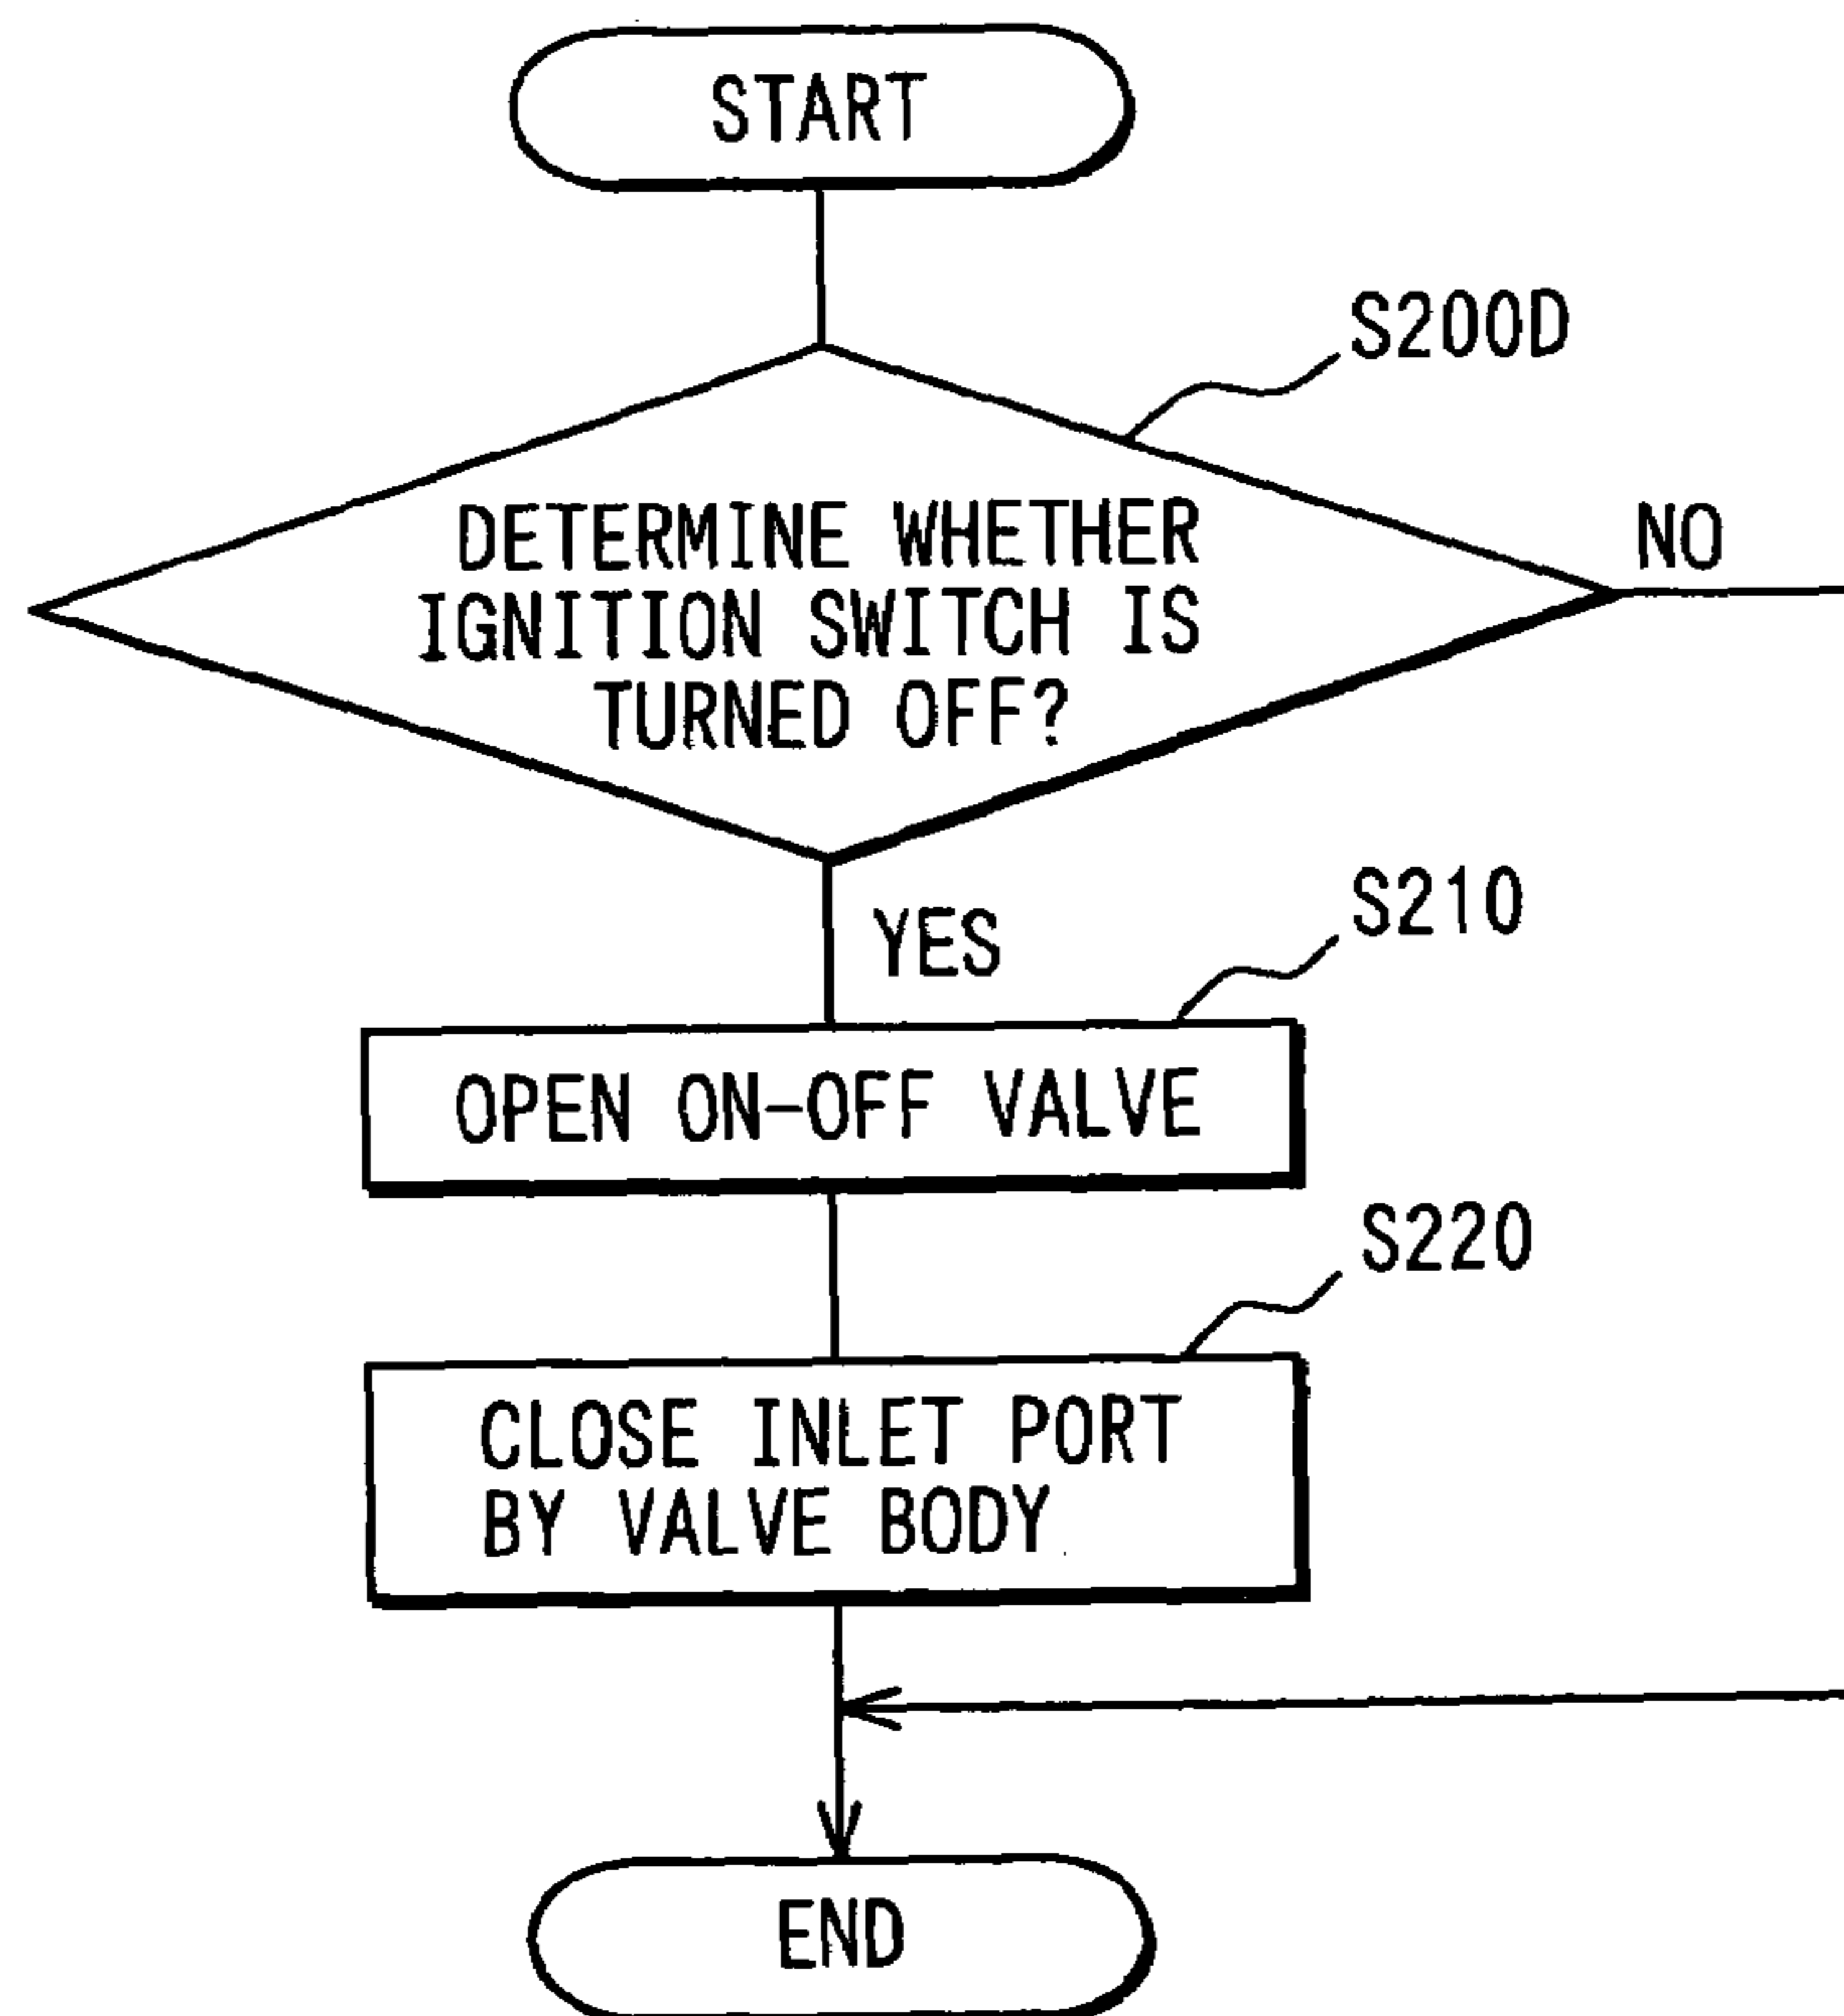 START
S200D
DETERMINE WHETHER
IGNITION SWITCH IS
TURNED OFF?
NO
YES
S210
OPEN ON-OFF VALVE
S220
CLOSE INLET PORT
BY VALVE BODY
END